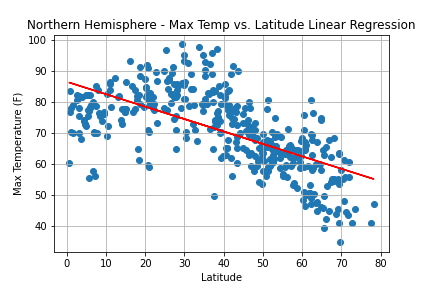 Northern Hemisphere - Max Temp vs. Latitude Linear Regression
100
90
80
70
60
50
40
Max Temperature (F)
0 10 20 30 40 50 60 70 80
Latitude